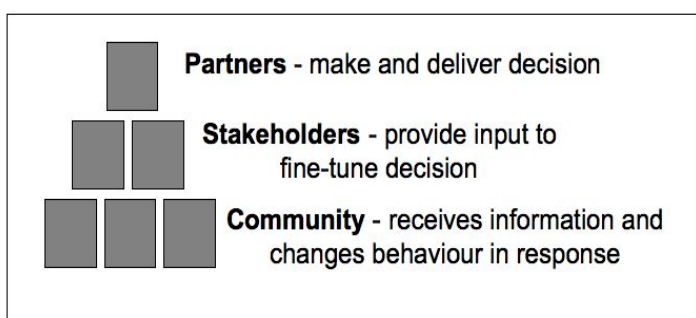 Partners - make and deliver decision
Stakeholders - provide input to
fine-tune decision
Community - receives information and
changes behaviour in response